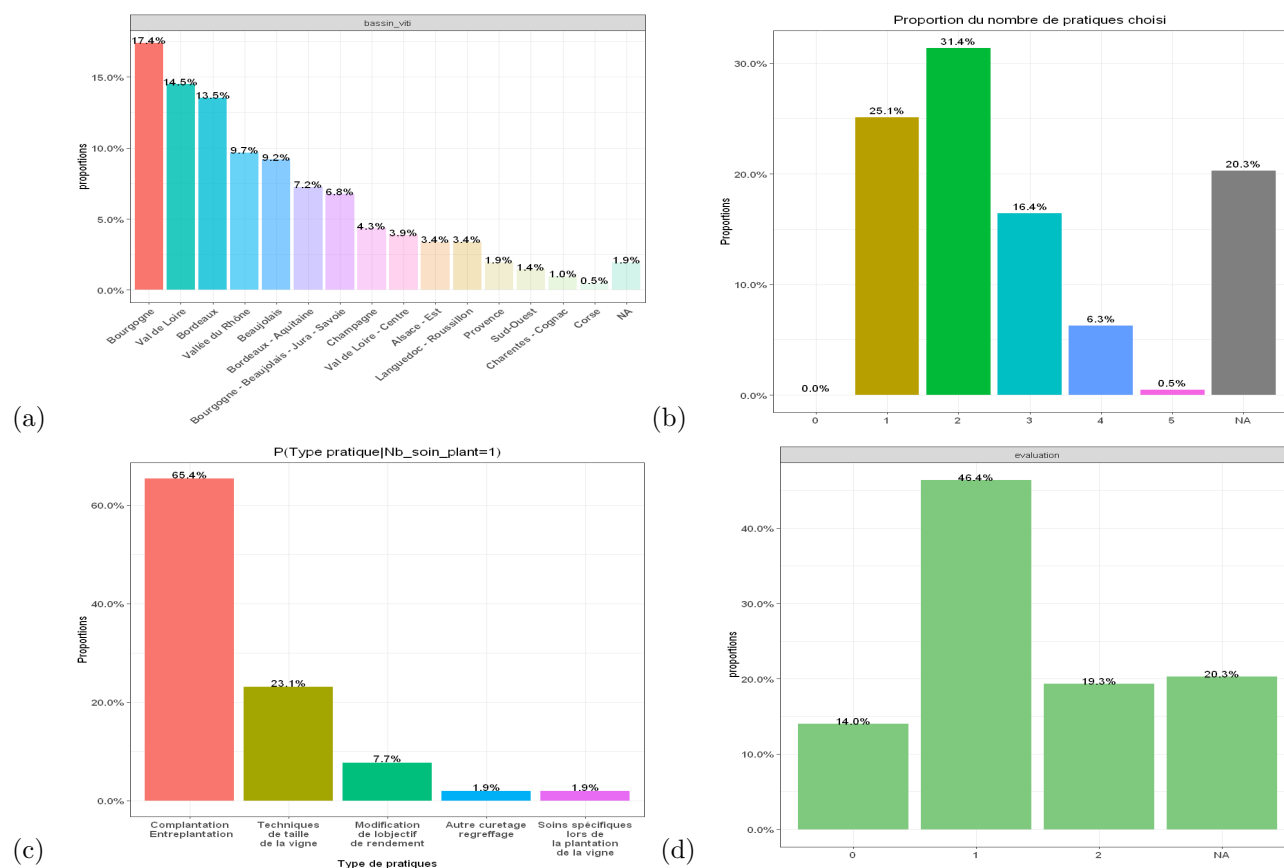 bassin_viti
17.4%
14.5%
13.5%
9.7%
9.2%
7.2%
6.8%
4.3%
3.9%
3.4%
3.4%
1.9%
1.4%
1.0%
0.5%
1.9%
15.0%
10.0%
5.0%
0.0%
proportions
Bourgogne
Val de Loire
Bordeaux
Vallée du Rhône
Beaujolais
Bordeaux - Aquitaine
Bourgogne - Beaujolais - Jura - Savoie
Champagne
Val de Loire - Centre
Alsace - Est
Languedoc - Roussillon
Provence
Sud-Ouest
Charentes - Cognac
Corse
NA
(a)
Proportion du nombre de pratiques choisi
30.0%
20.0%
10.0%
0.0%
Proportions
0.0%
25.1%
31.4%
16.4%
6.3%
0.5%
20.3%
0
1
2
3
4
5
NA
(b)
P(Type pratique|Nb_soin_plant=1)
60.0%
40.0%
20.0%
0.0%
Proportions
65.4%
23.1%
7.7%
1.9%
1.9%
Complantation
Entreplantation
Techniques
de taille
de la vigne
Modification
de lobjectif
de rendement
Autre curetage
regreffage
Soins spécifiques
lors de
la plantation
de la vigne
Type de pratiques
(c)
evaluation
40.0%
30.0%
20.0%
10.0%
0.0%
proportions
14.0%
46.4%
19.3%
20.3%
0
1
2
NA
(d)